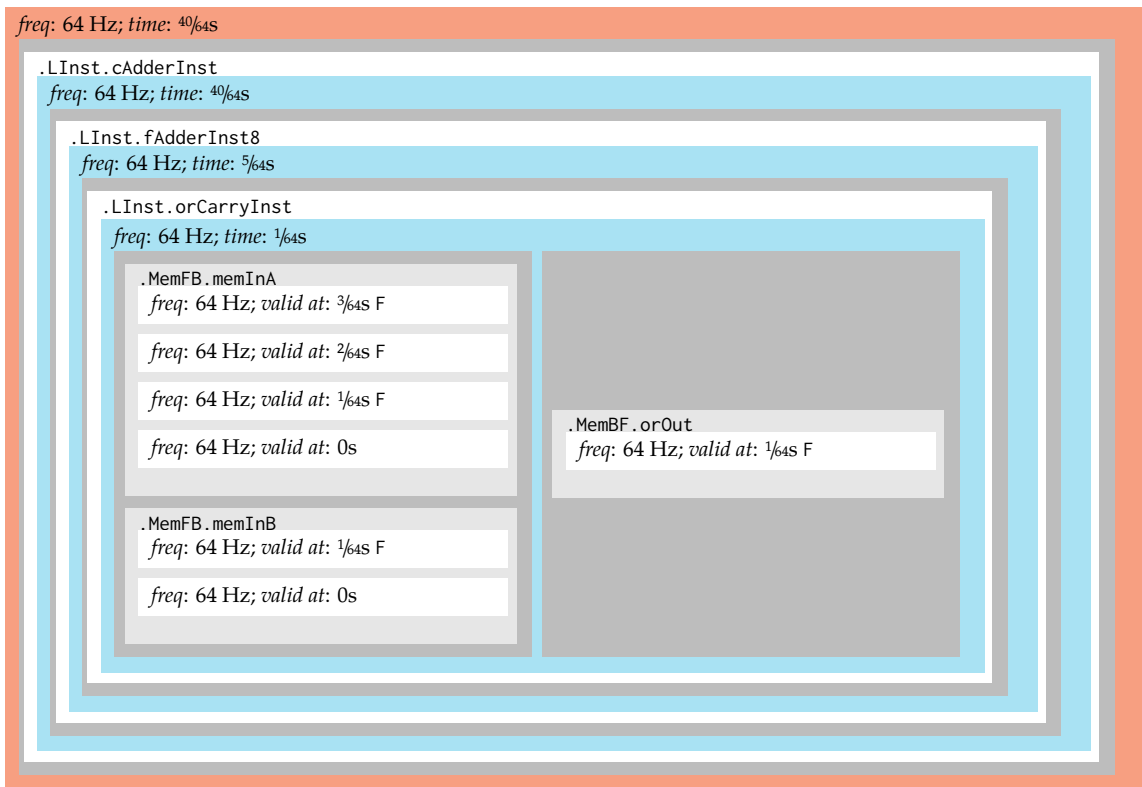 freq: 64 Hz; time: 40/64s
.LInst.cAdderInst
freq: 64 Hz; time: 40/64s
.LInst.fAdderInst8
freq: 64 Hz; time: 5/64s
.LInst.orCarryInst
freq: 64 Hz; time: 1/64s
.MemFB.memInA
freq: 64 Hz; valid at: 3/64s F
freq: 64 Hz; valid at: 2/64s F
freq: 64 Hz; valid at: 1/64s F
freq: 64 Hz; valid at: 0s
.MemFB.memInB
freq: 64 Hz; valid at: 1/64s F
freq: 64 Hz; valid at: 0s
.MemBF.orOut
freq: 64 Hz; valid at: 1/64s F